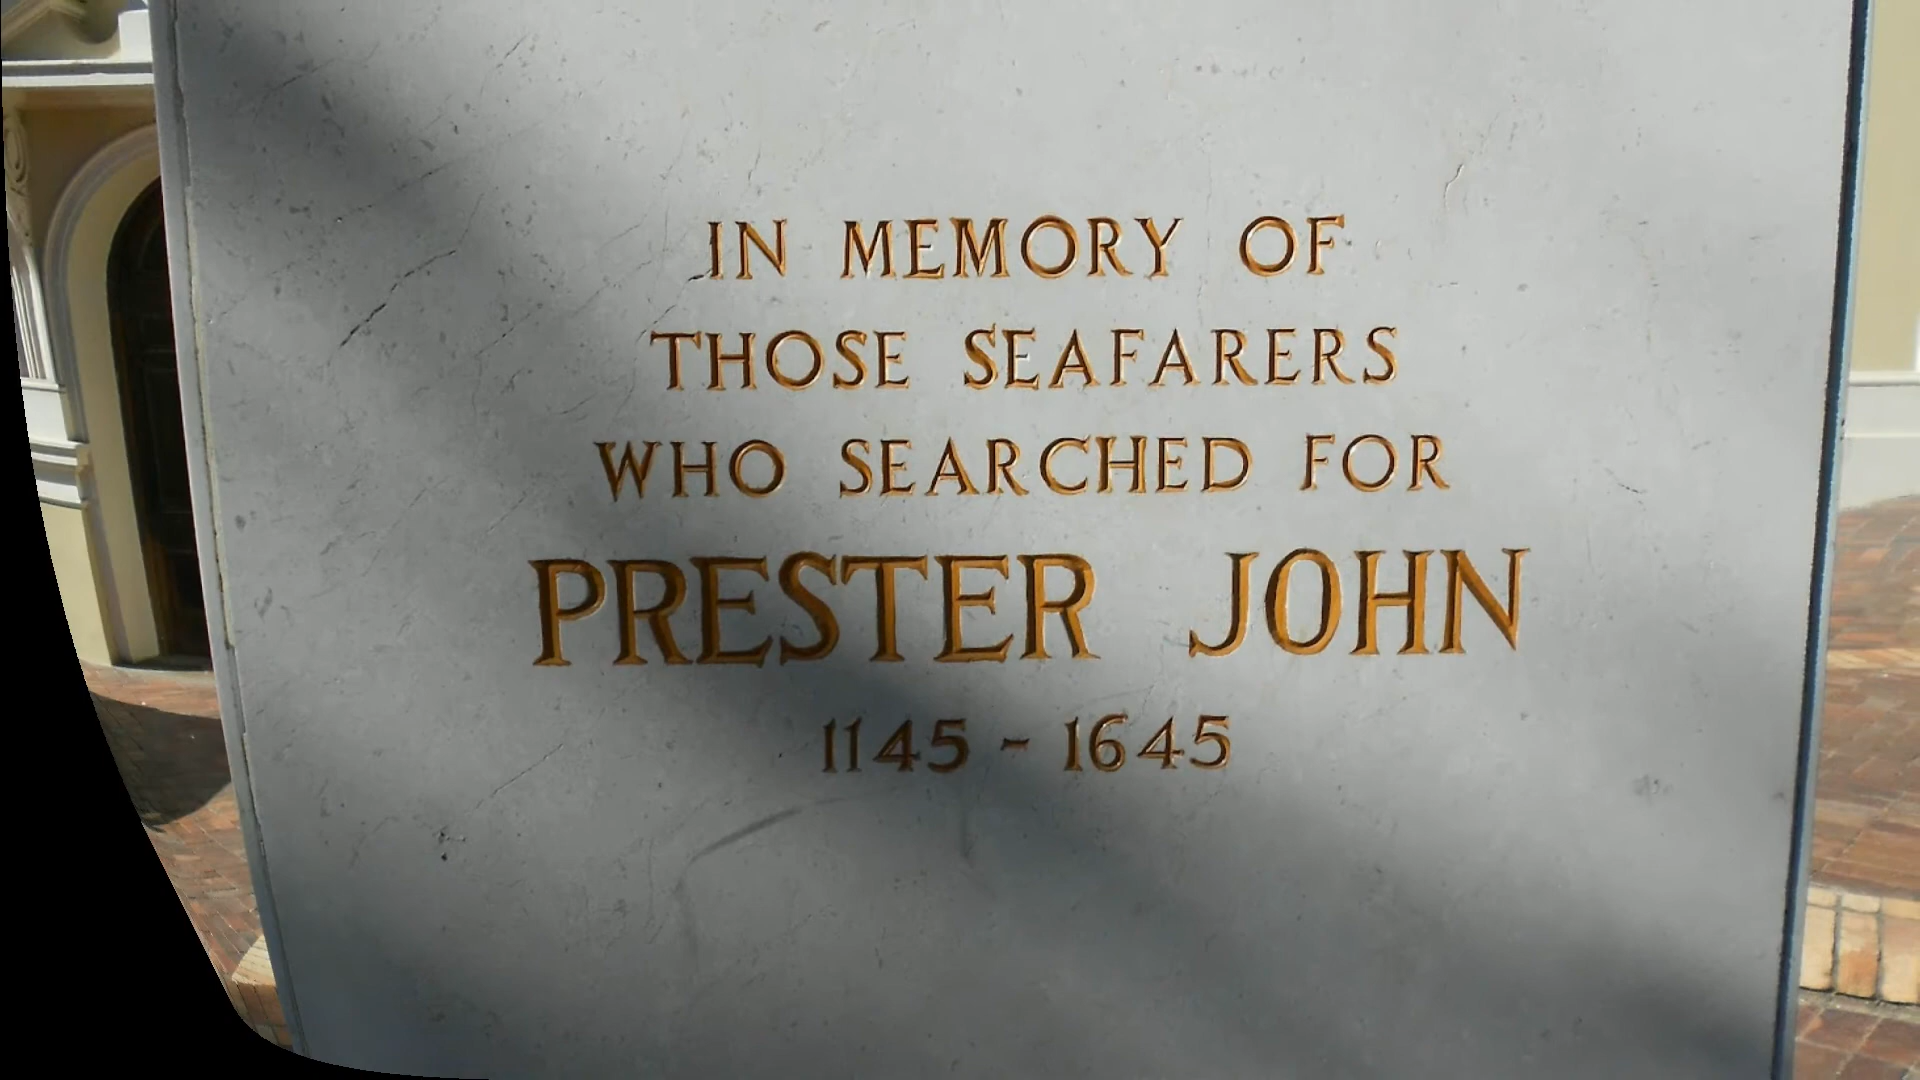 IN MEMORY OF
THOSE SEAFARERS
WHO SEARCHED FOR
PRESTER JOHN
1145 - 1645